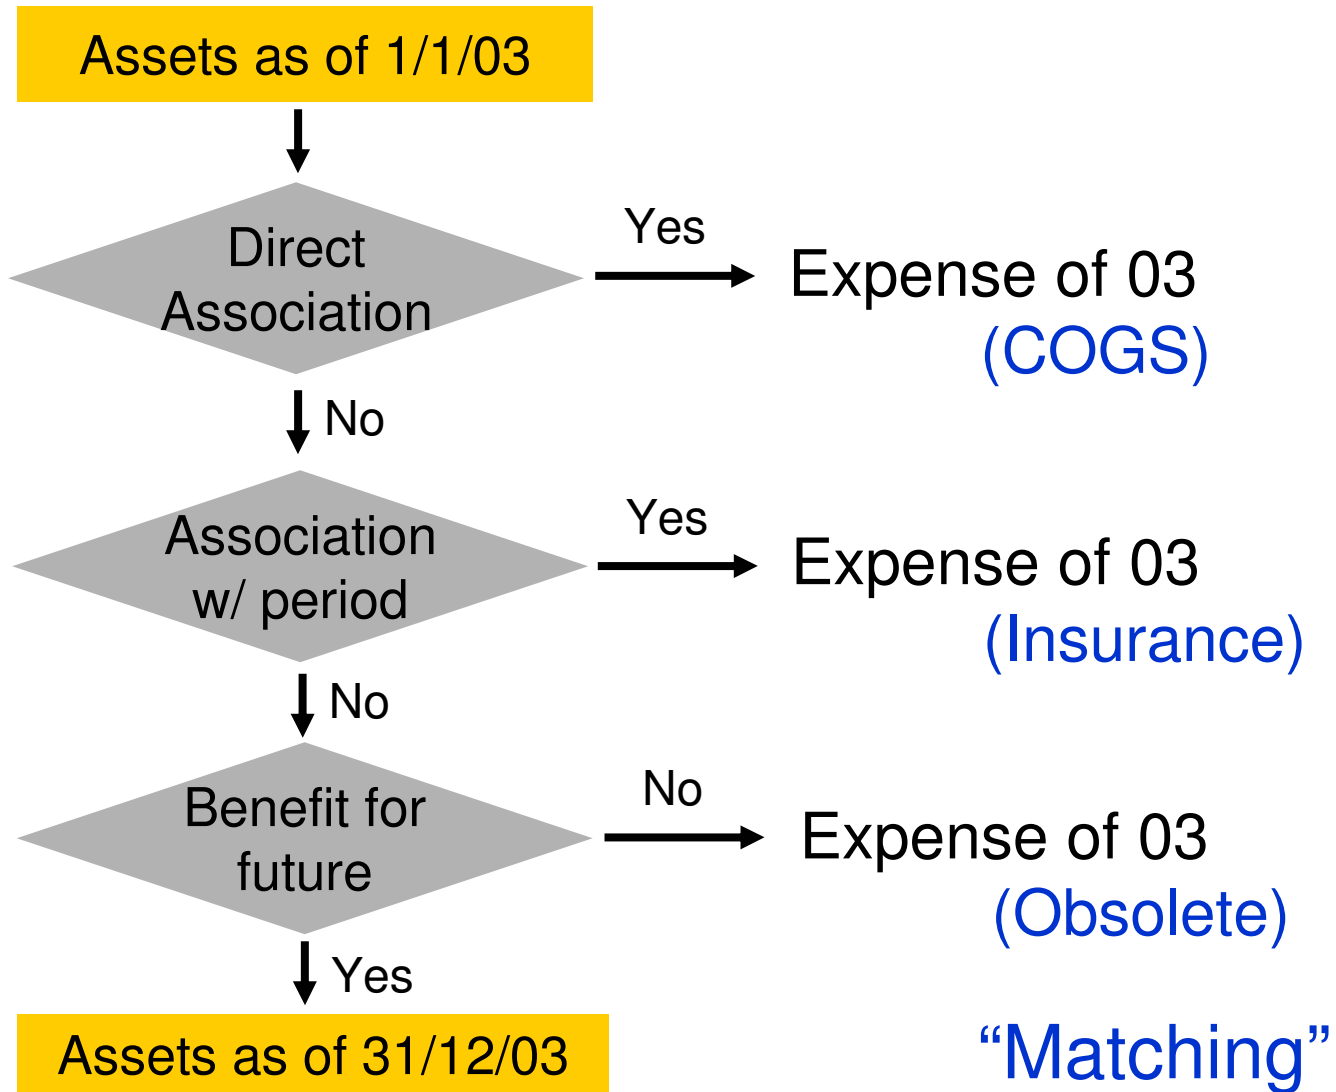 Assets as of 1/1/03
Direct
Association
Yes
Expense of 03
(COGS)
No
Association
w/ period
Yes
Expense of 03
(Insurance)
No
Benefit for
future
No
Expense of 03
(Obsolete)
Yes
Assets as of 31/12/03
“Matching”